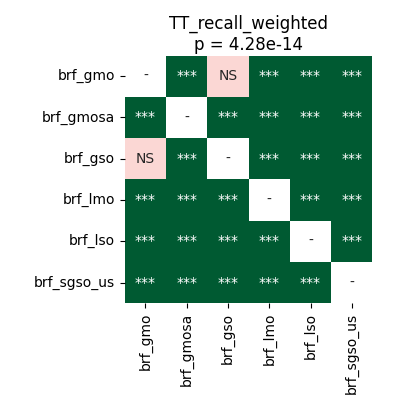 TT_recall_weighted
p = 4.28e-14
brf_gmo - *** NS *** *** ***
brf_gmosa *** - *** *** *** ***
brf_gso NS *** - *** *** ***
brf_lmo *** *** *** - *** ***
brf_lso *** *** *** *** - ***
brf_sgso_us *** *** *** *** *** -
brf_gmo
brf_gmosa
brf_gso
brf_lmo
brf_lso
brf_sgso_us